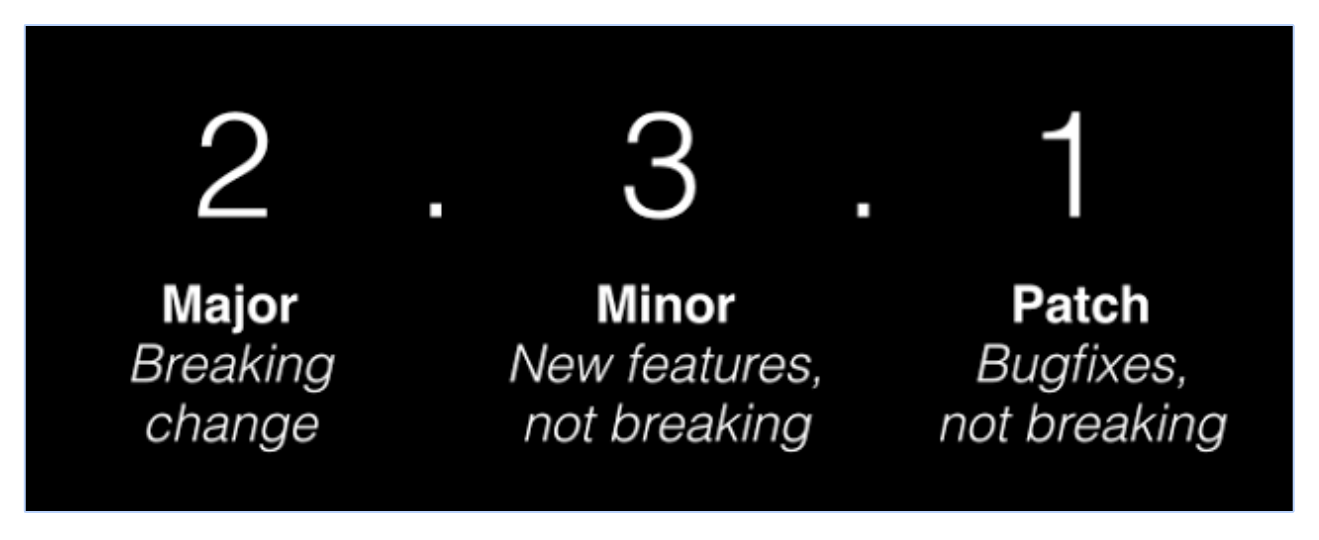 2 . 3 . 1
Major Minor Patch
Breaking New features, Bugfixes,
change not breaking not breaking